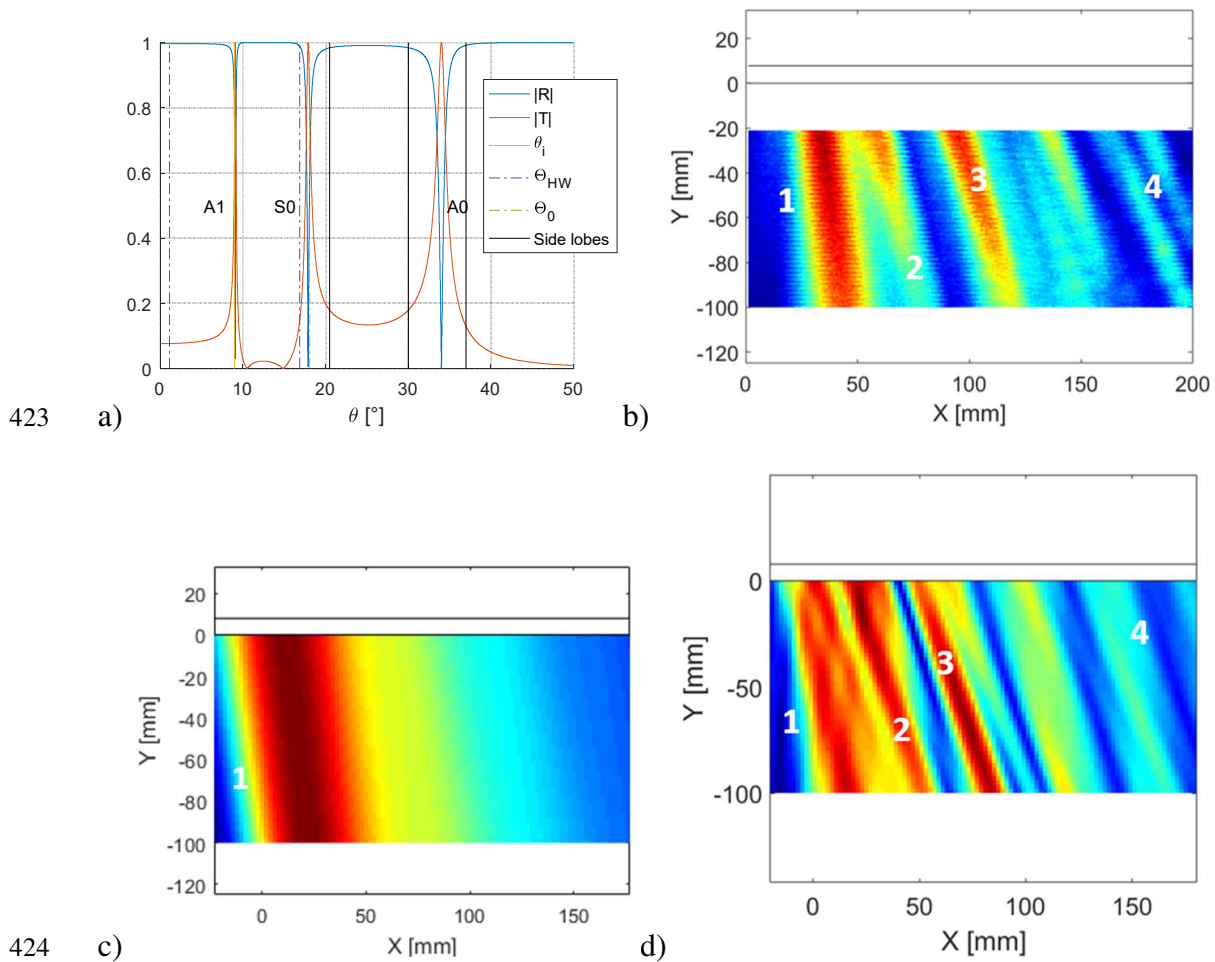 1
0.8
0.6
0.4
0.2
0
0 10 20 30 40 50
θ [°]
A1 S0 A0
|R|
|T|
θi
ΘHW
Θ0
Side lobes
423 a)
20
0
-20
-40
-60
-80
-100
-120
Y [mm]
1 2 3 4
0 50 100 150 200
X [mm]
b)
20
0
-20
-40
-60
-80
-100
-120
Y [mm]
1
0 50 100 150
X [mm]
424 c)
0
-50
-100
Y [mm]
1 2 3 4
0 50 100 150
X [mm]
d)